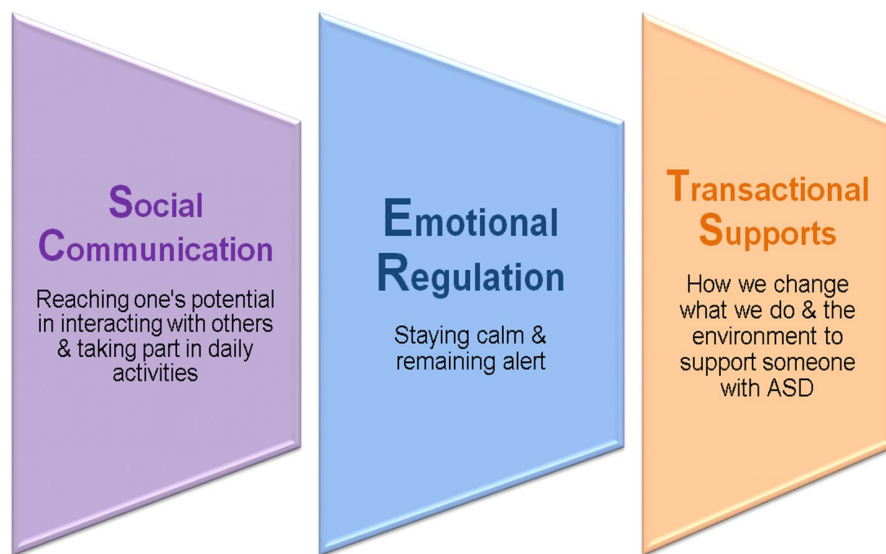 Social
Communication
Reaching one's potential
in interacting with others
& taking part in daily
activities
Emotional
Regulation
Staying calm &
remaining alert
Transactional
Supports
How we change
what we do & the
environment to
support someone
with ASD